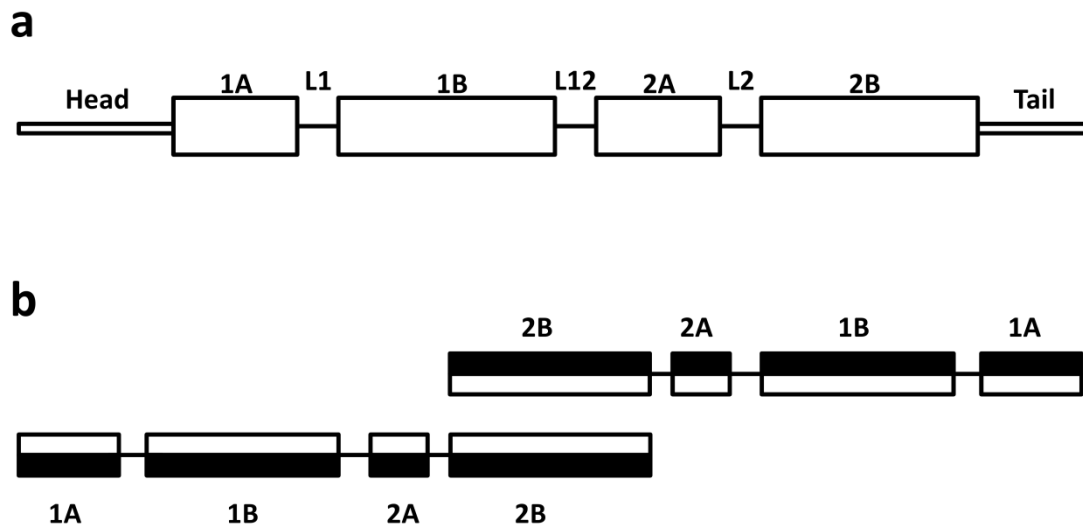 a
Head 1A L1 1B L12 2A L2 2B Tail
b
2B 2A 1B 1A
1A 1B 2A 2B